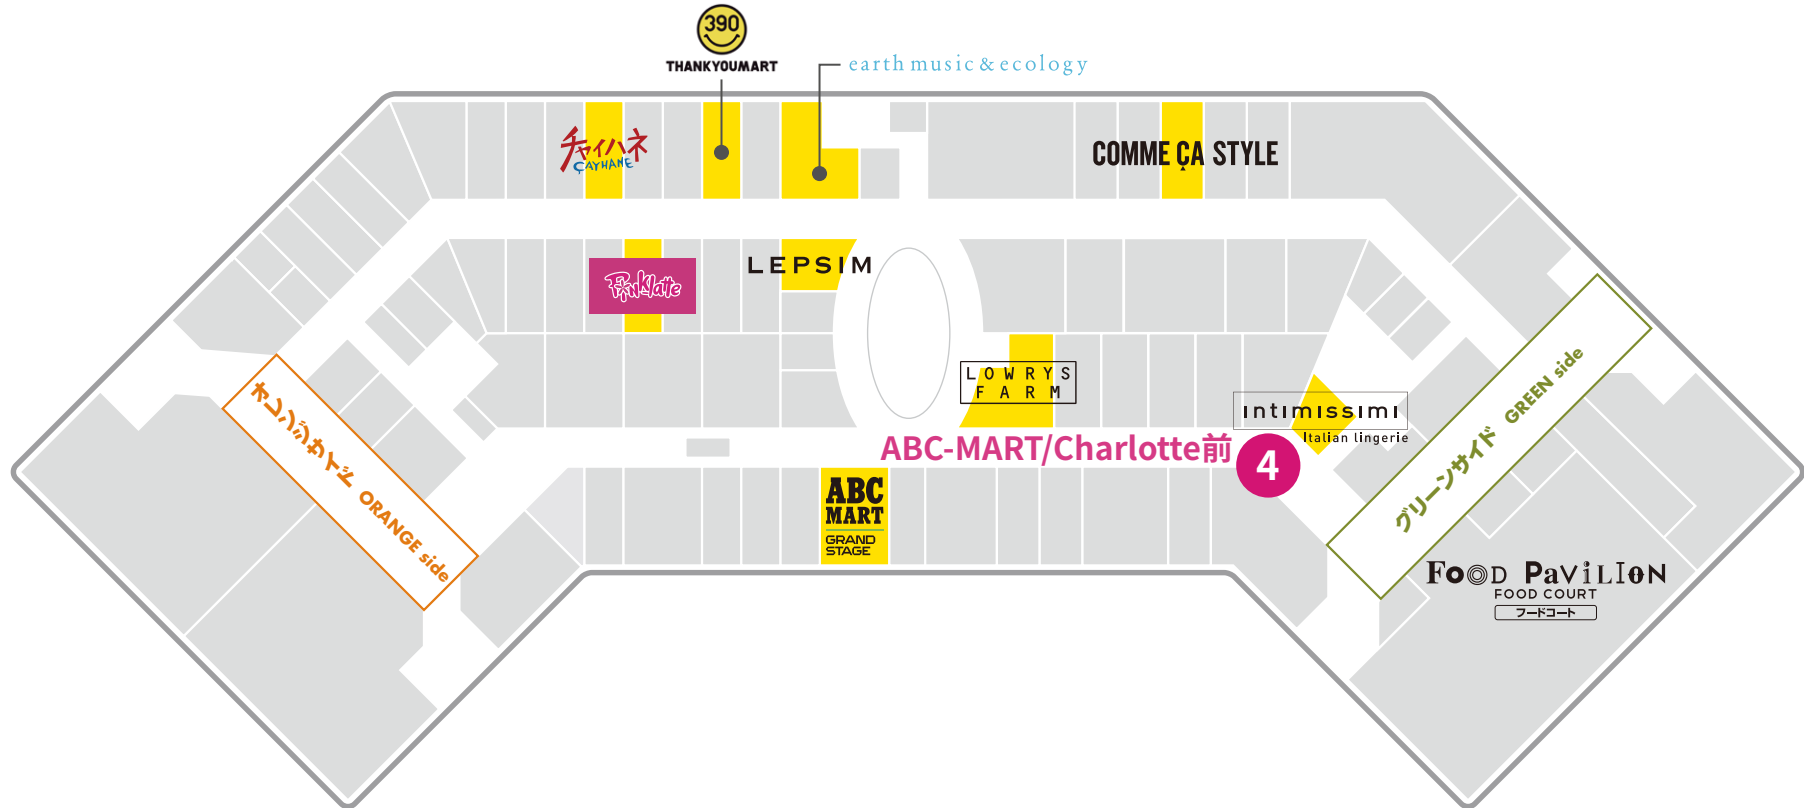 390
THANKYOUMART
earth music & ecology
チャイハネ
ÇAYHANE
COMME ÇA STYLE
Pinklatte
LEPSIM
LOWRYS
FARM
intimissimi
Italian lingerie
ABC-MART/Charlotte前
4
ABC
MART
GRAND
STAGE
オレンジサイド ORANGE side
グリーンサイド GREEN side
FOOD PaViLION
FOOD COURT
フードコート